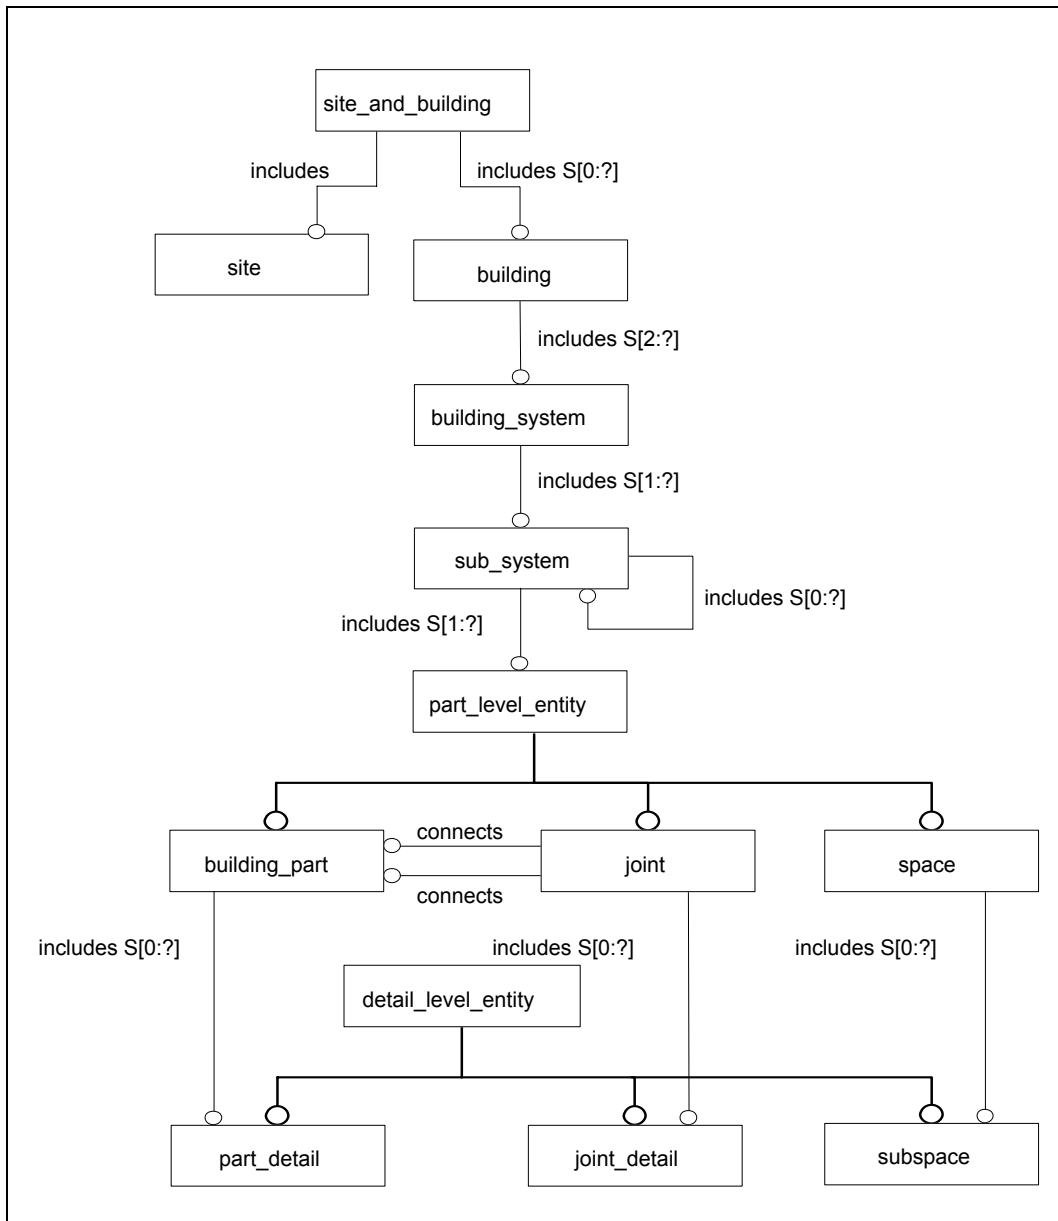 site_and_building
includes
includes S[0:?]
site
building
includes S[2:?]
building_system
includes S[1:?]
sub_system
includes S[0:?]
includes S[1:?]
part_level_entity
connects
building_part
joint
space
connects
includes S[0:?]
includes S[0:?]
includes S[0:?]
detail_level_entity
part_detail
joint_detail
subspace